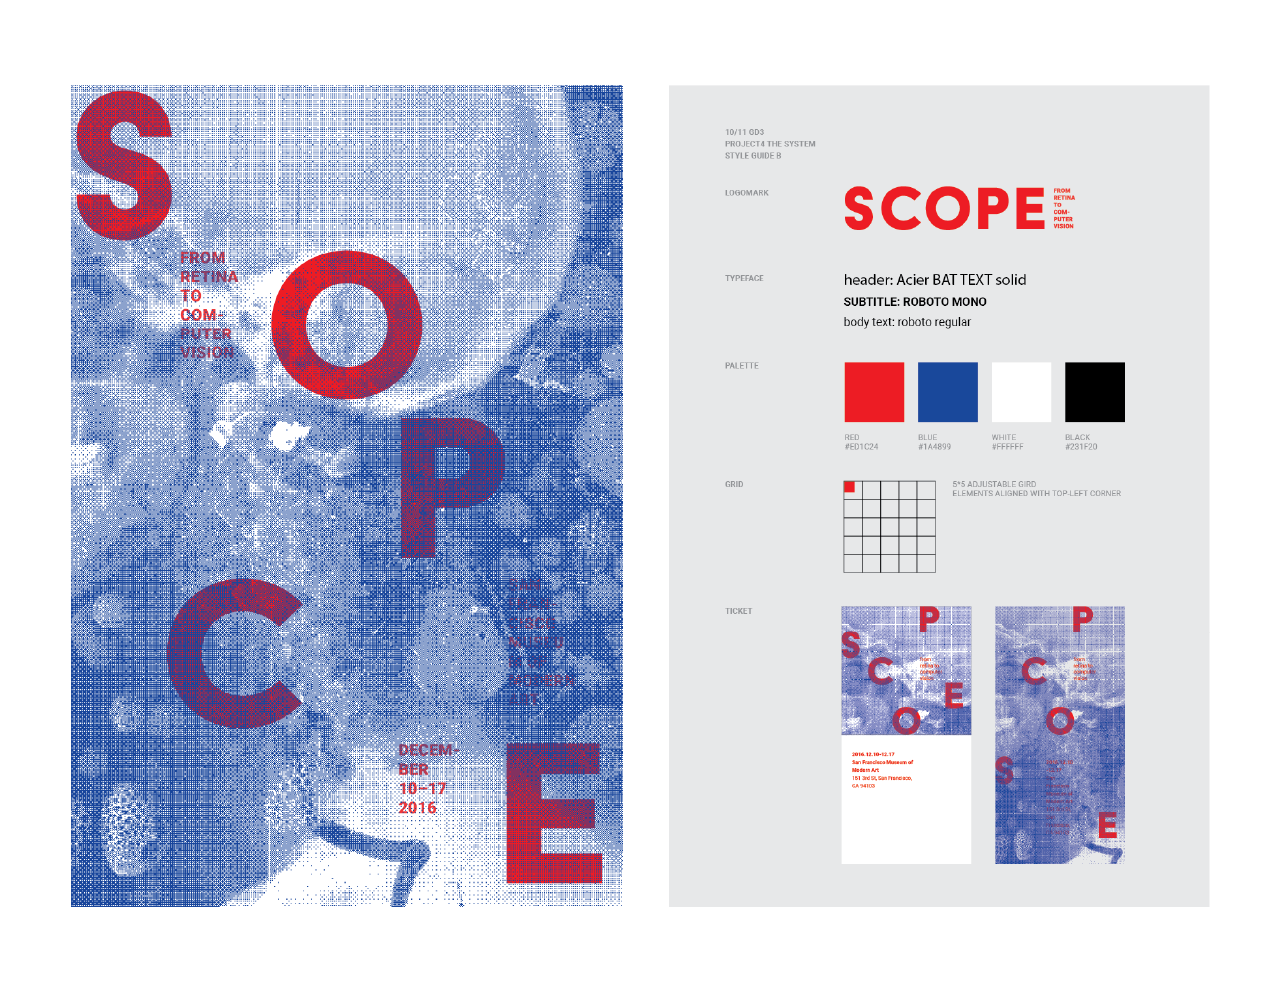 S
FROM
RETINA
TO
COM-
PUTER
VISION
O
P
C
MODERN
ART
DECEM-
BER
10–17
2016
E
10/11 GD3
PROJECT4 THE SYSTEM
STYLE GUIDE 8
LOGOMARK
SCOPE
FROM
RETINA
TO
COM-
PUTER
VISION
TYPEFACE
header: Acier BAT TEXT solid
SUBTITLE: ROBOTO MONO
body text: roboto regular
PALETTE
RED
#ED1C24
BLUE
#1A4899
WHITE
#FFFFFF
BLACK
#231F20
GRID
5*5 ADJUSTABLE GIRD
ELEMENTS ALIGNED WITH TOP-LEFT CORNER
TICKET
P
S
C
E
O
2016.12.10-12.17
San Francisco Museum of
Modern Art
151 3rd St, San Francisco,
CA 94103
P
C
O
S
E